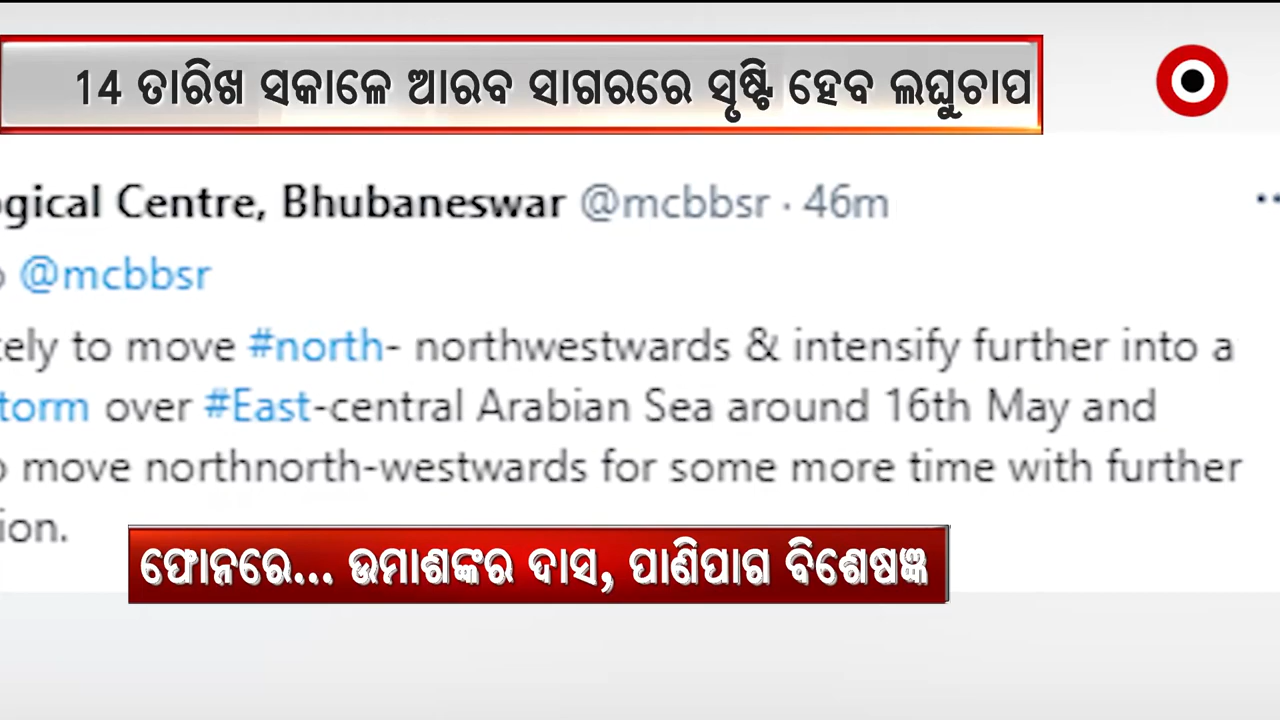 14 ତାରିଖ ସକାଳେ ଆରବ ସାଗରରେ ସୃଷ୍ଟି ହେବ ଲଘୁଚାପ
ogical Centre, Bhubaneswar @mcbbsr · 46m
@mcbbsr
ely to move #north- northwestwards & intensify further into a
torm over #East-central Arabian Sea around 16th May and
move northnorth-westwards for some more time with further
ion.
ଫୋନରେ... ଉମାଶଙ୍କର ଦାସ, ପାଣିପାଗ ବିଶେଷଜ୍ଞ